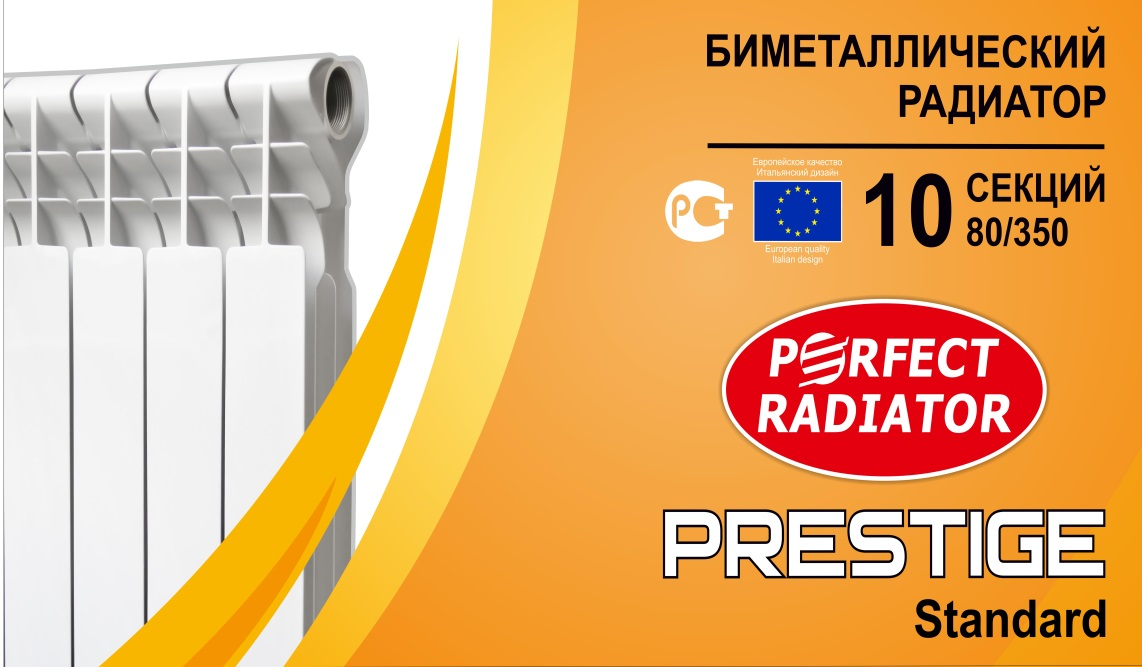 БИМЕТАЛЛИЧЕСКИЙ
РАДИАТОР
Европейское качество
Итальянский дизайн
РСТ
European quality
Italian design
10
СЕКЦИЙ
80/350
PERFECT
RADIATOR
PRESTIGE
Standard